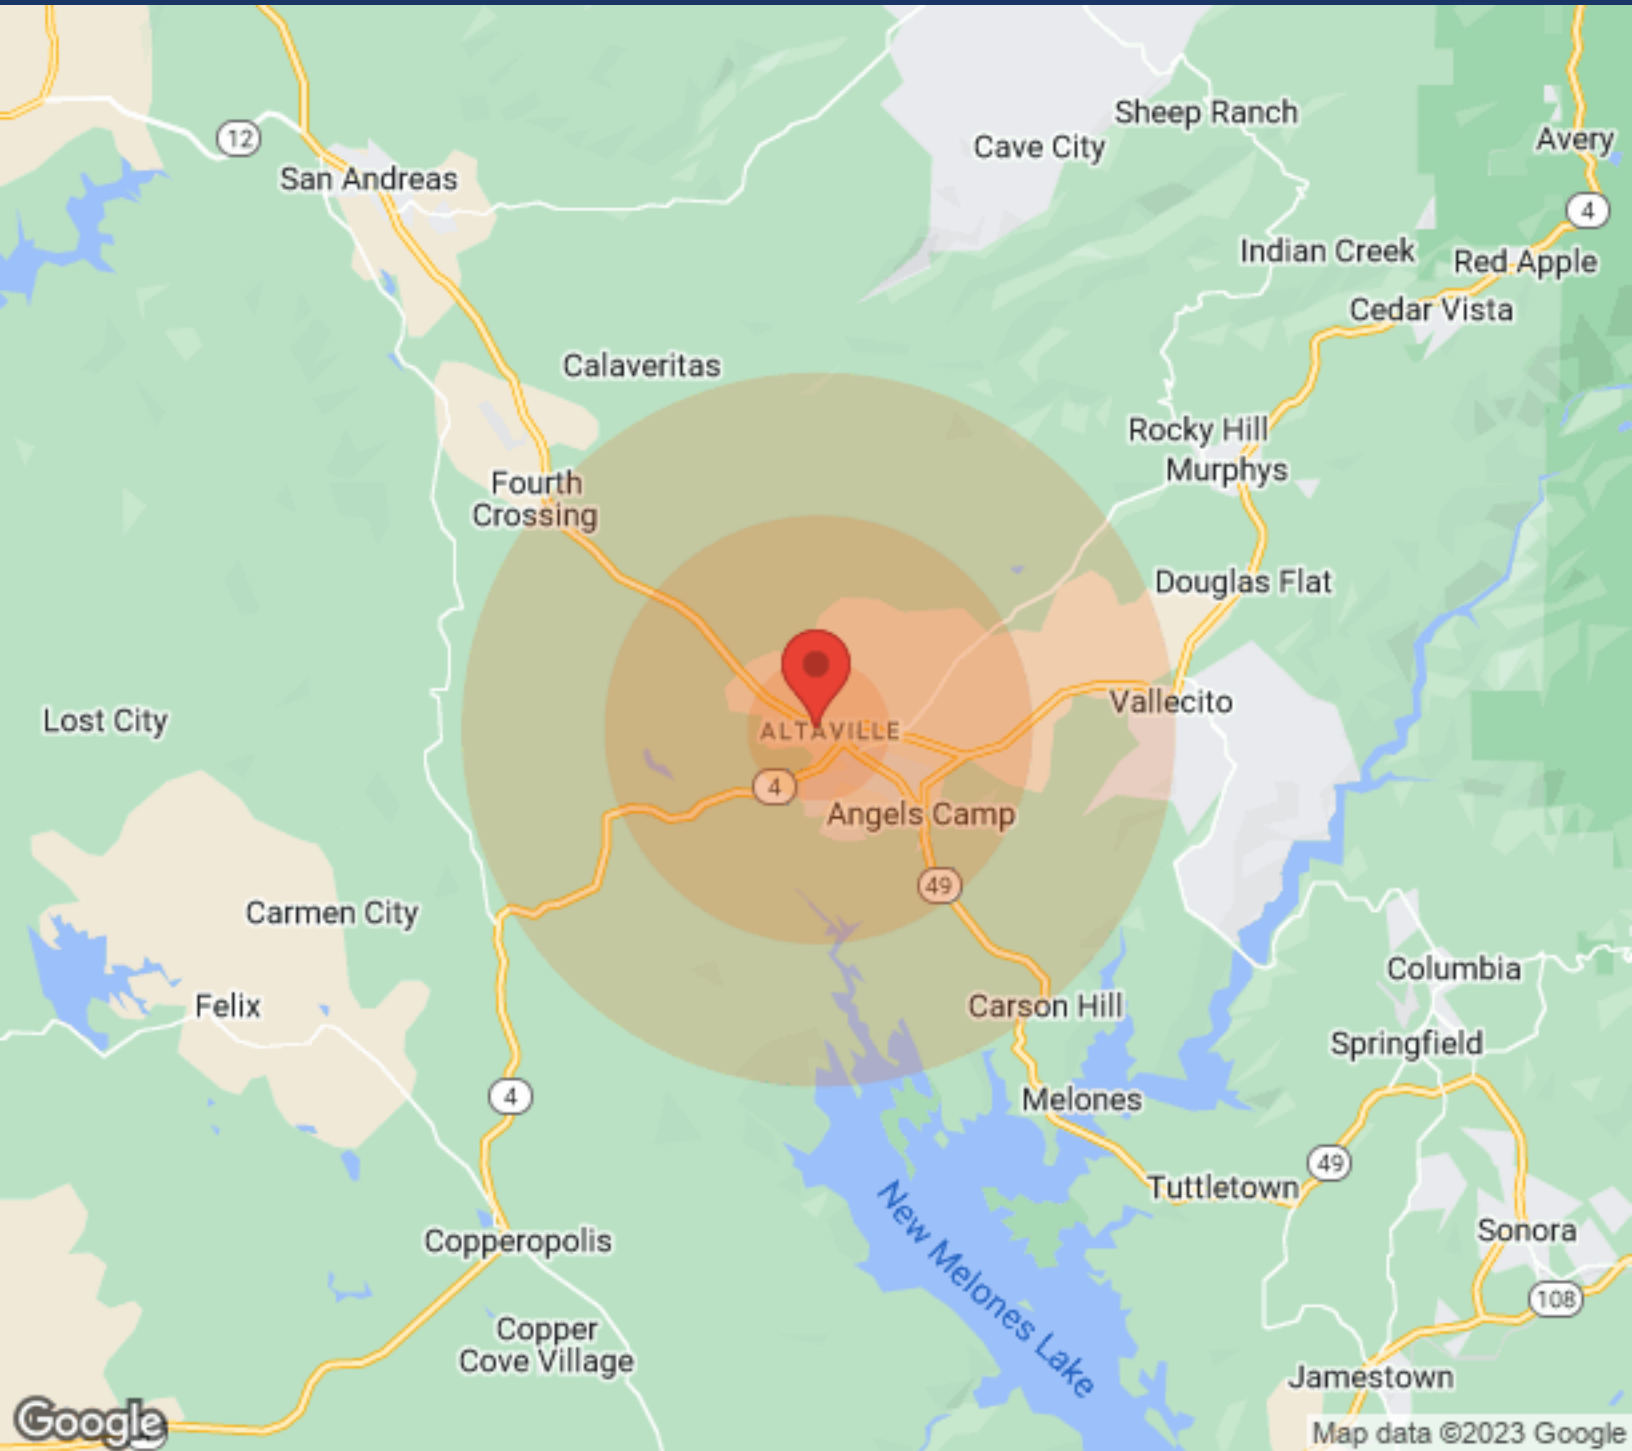 Sheep Ranch
12
Avery
Cave City
San Andreas
4
Indian Creek
Red Apple
Cedar Vista
Calaveritas
Rocky Hill
Murphys
Fourth
Crossing
Douglas Flat
Vallecito
Lost City
ALTAVILLE
4
Angels Camp
49
Carmen City
Columbia
Felix
Carson Hill
Springfield
4
Melones
49
Tuttletown
New Melones Lake
Sonora
Copperopolis
108
Copper
Cove Village
Jamestown
Google
Map data ©2023 Google